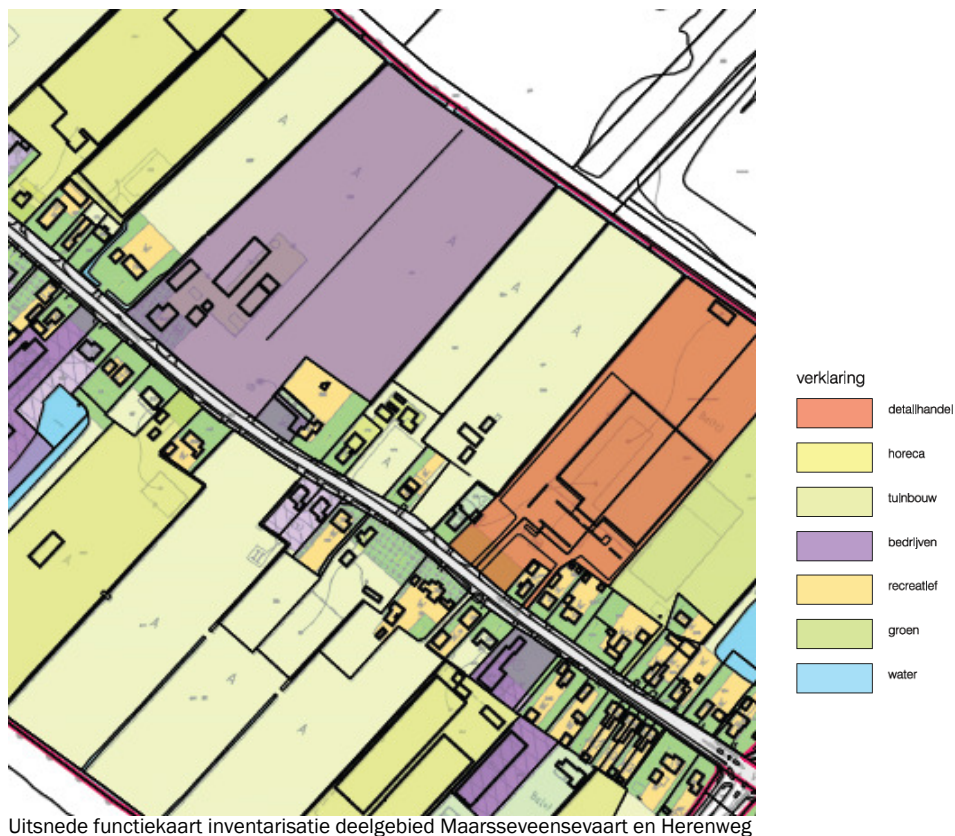 A
A
A
A
A
A
A
A
A
A
verklaring
detailhandel
horeca
tuinbouw
bedrijven
recreatief
groen
water
Uitsnede functiekaart inventarisatie deelgebied Maarsseveensevaart en Herenweg